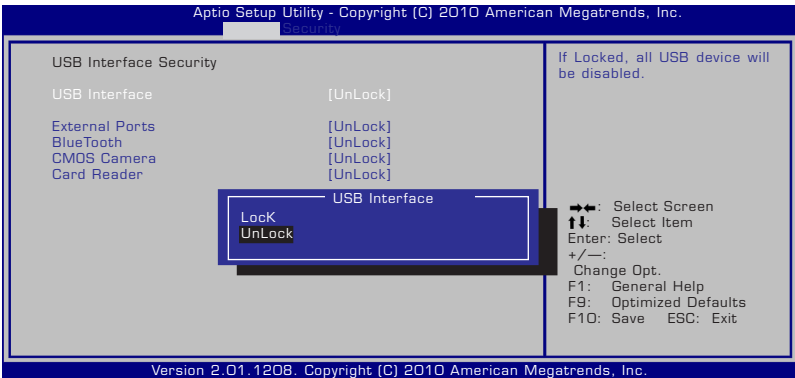 Aptio Setup Utility - Copyright (C) 2010 American Megatrends, Inc.
Security
USB Interface Security
USB Interface [UnLock]
External Ports [UnLock]
BlueTooth [UnLock]
CMOS Camera [UnLock]
Card Reader [UnLock]
USB Interface
LocK
UnLock
If Locked, all USB device will
be disabled.
→←: Select Screen
↑↓: Select Item
Enter: Select
+/—:
Change Opt.
F1: General Help
F9: Optimized Defaults
F10: Save ESC: Exit
Version 2.01.1208. Copyright (C) 2010 American Megatrends, Inc.